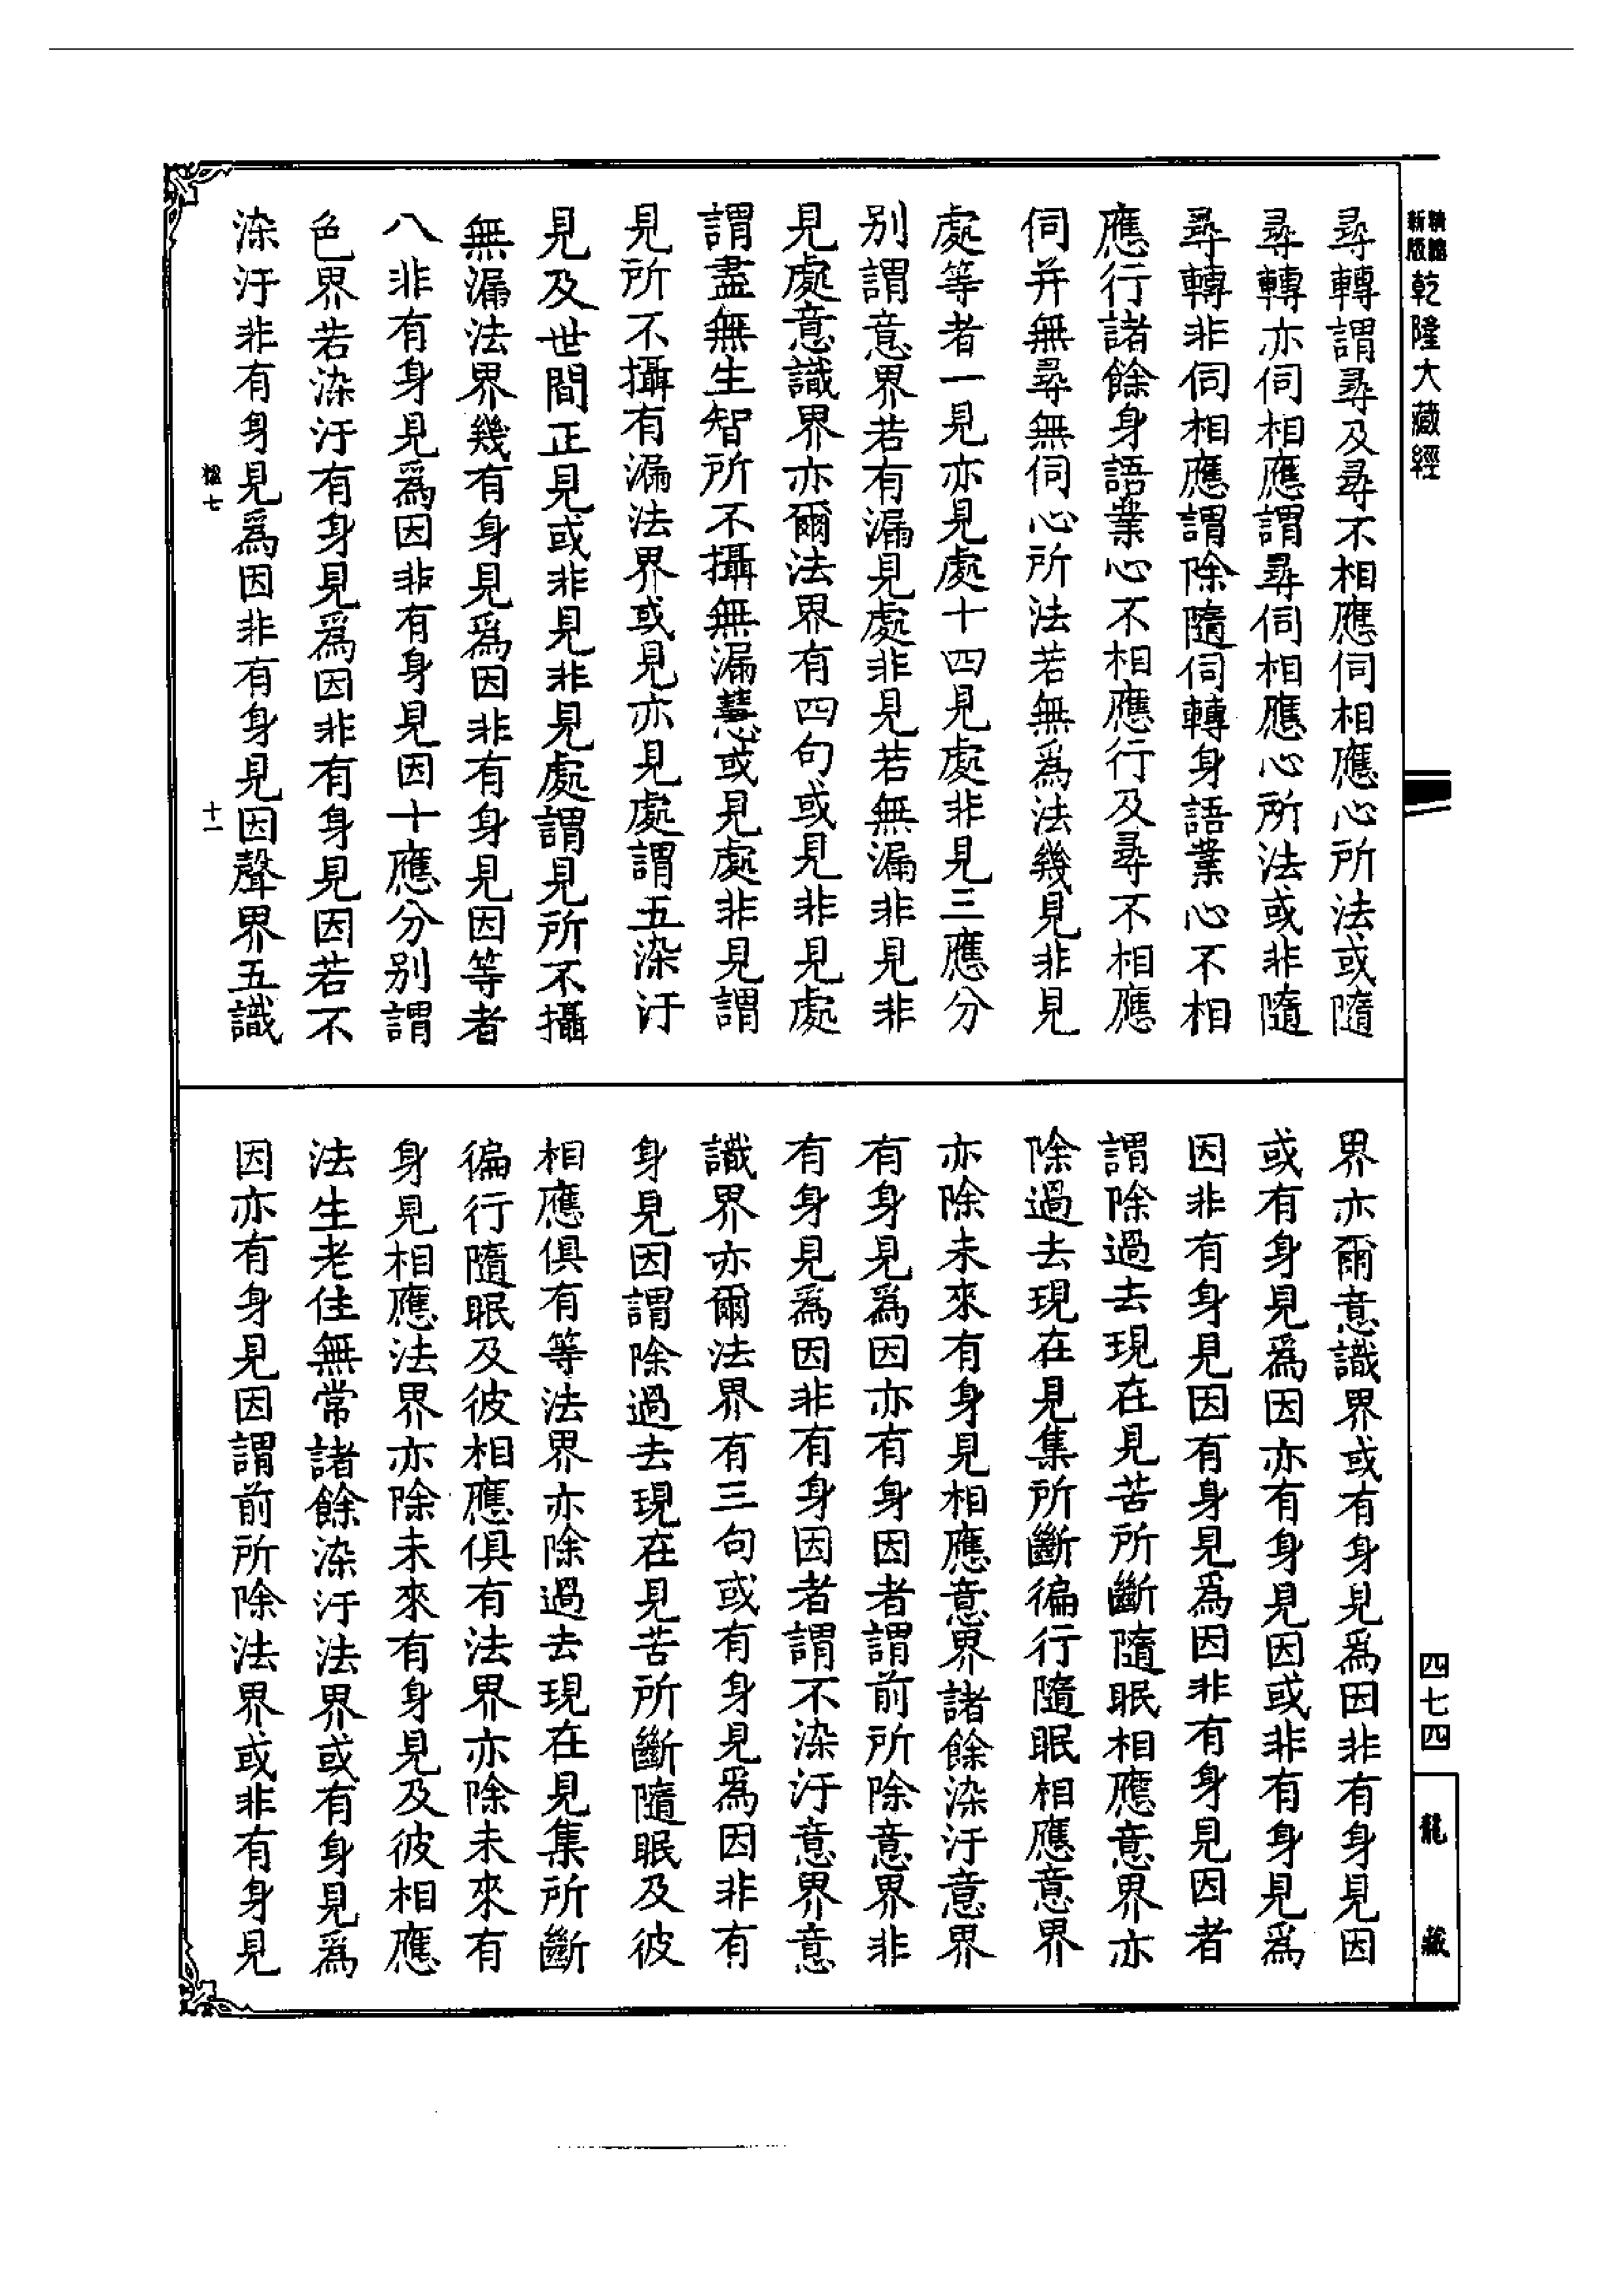 乾隆大藏經
尋轉謂尋及尋不相應伺相應心所法或隨
尋轉亦伺相應謂尋伺相應心所法或非隨
尋轉非伺相應謂除隨伺轉身語業心不相
應行諸餘身語業心不相應行及尋不相應
伺并無尋無伺心所法若無爲法幾見非見
處等者一見亦見處十四見處非見三應分
別謂意界若有漏見處非見若無漏非見非
見處意識界亦爾法界有四句或見非見處
謂盡無生智所不攝無漏慧或見處非見謂
見所不攝有漏法界或見亦見處謂五染汙
見及世間正見或非見非見處謂見所不攝
無漏法界幾有身見爲因非有身見因等者
八非有身見爲因非有身見因十應分別謂
色界若染汙有身見爲因非有身見因若不
染汙非有身見爲因非有身見因聲界五識
十一
界亦爾意識界或有身見爲因非有身見因
或有身見爲因亦有身見因或非有身見爲
因非有身見因有身見爲因非有身見因者
謂除過去現在見苦所斷隨眠相應意界亦
除過去現在見集所斷徧行隨眠相應意界
亦除未來有身見相應意界諸餘染汙意界
有身見爲因亦有身因者謂前所除意界非
有身見爲因非有身因者謂不染汙意界意
識界亦爾法界有三句或有身見爲因非有
身見因謂除過去現在見苦所斷隨眠及彼
相應俱有等法界亦除過去現在見集所斷
徧行隨眠及彼相應俱有法界亦除未來有
身見相應法界亦除未來有身見及彼相應
法生老住無常諸餘染汙法界或有身見爲
因亦有身見因謂前所除法界或非有身見
四七四
龍藏